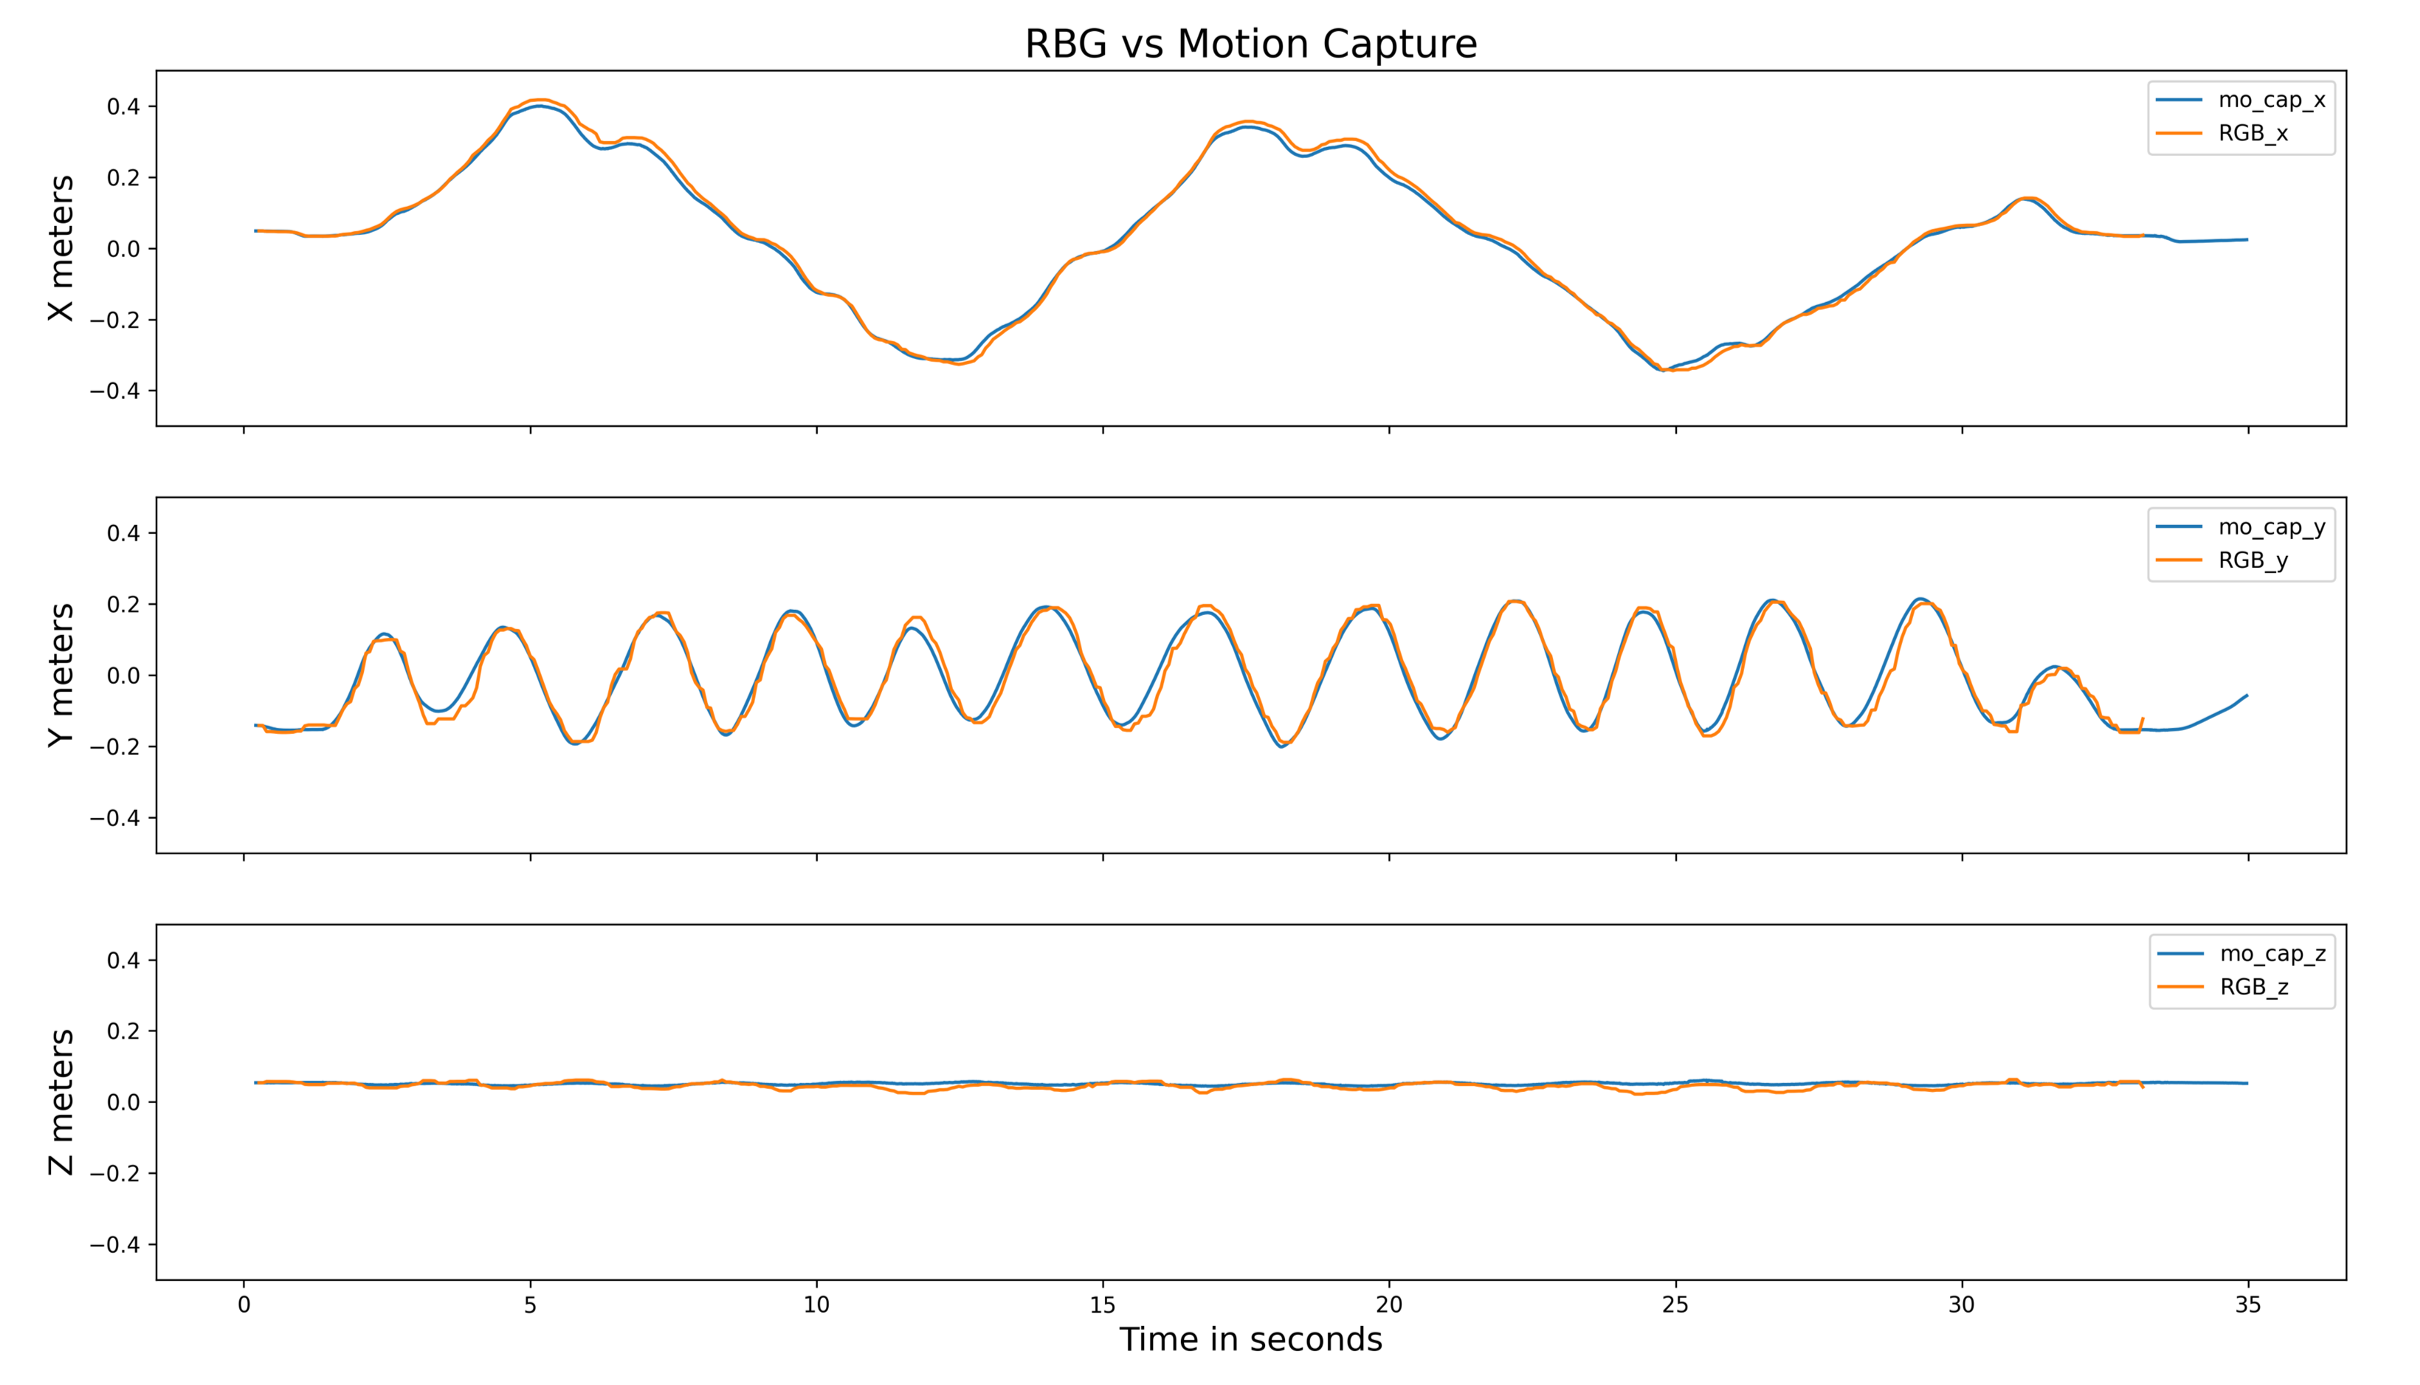 RBG vs Motion Capture
0.4
0.2
0.0
−0.2
−0.4
X meters
mo_cap_x
RGB_x
0.4
0.2
0.0
−0.2
−0.4
Y meters
mo_cap_y
RGB_y
0.4
0.2
0.0
−0.2
−0.4
Z meters
mo_cap_z
RGB_z
0 5 10 15 20 25 30 35
Time in seconds